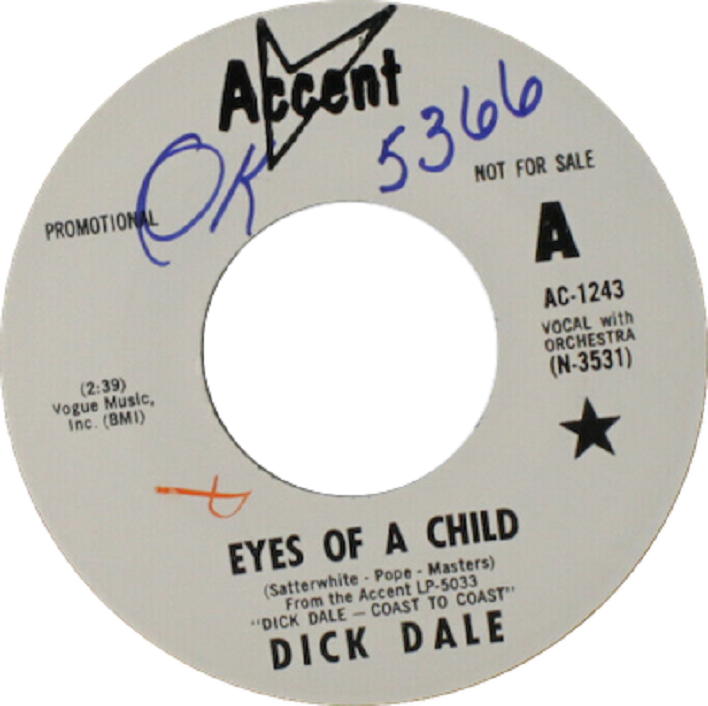 Accent
OK 5366
NOT FOR SALE
PROMOTIONAL
A
AC-1243
VOCAL with
ORCHESTRA
(N-3531)
(2:39)
Vogue Music,
Inc. (BMI)
EYES OF A CHILD
(Satterwhite - Pope - Masters)
From the Accent LP-5033
"DICK DALE — COAST TO COAST"
DICK DALE